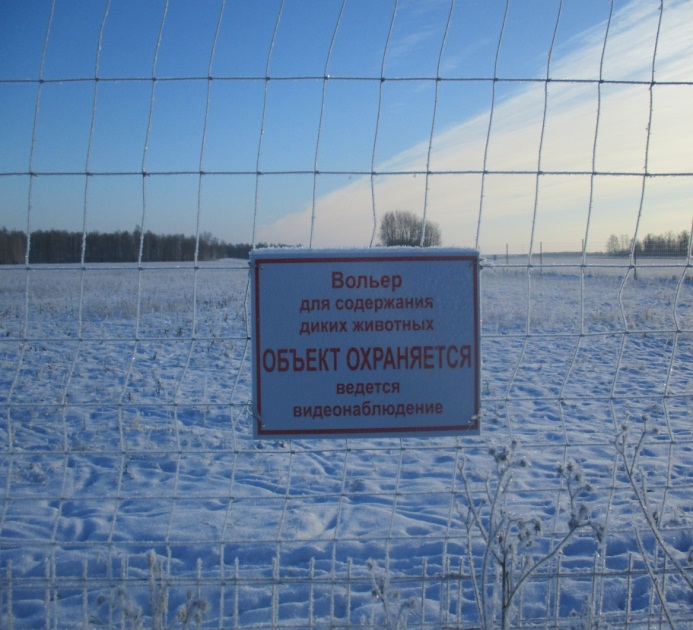 Вольер
для содержания
диких животных
ОБЪЕКТ ОХРАНЯЕТСЯ
ведется
видеонаблюдение